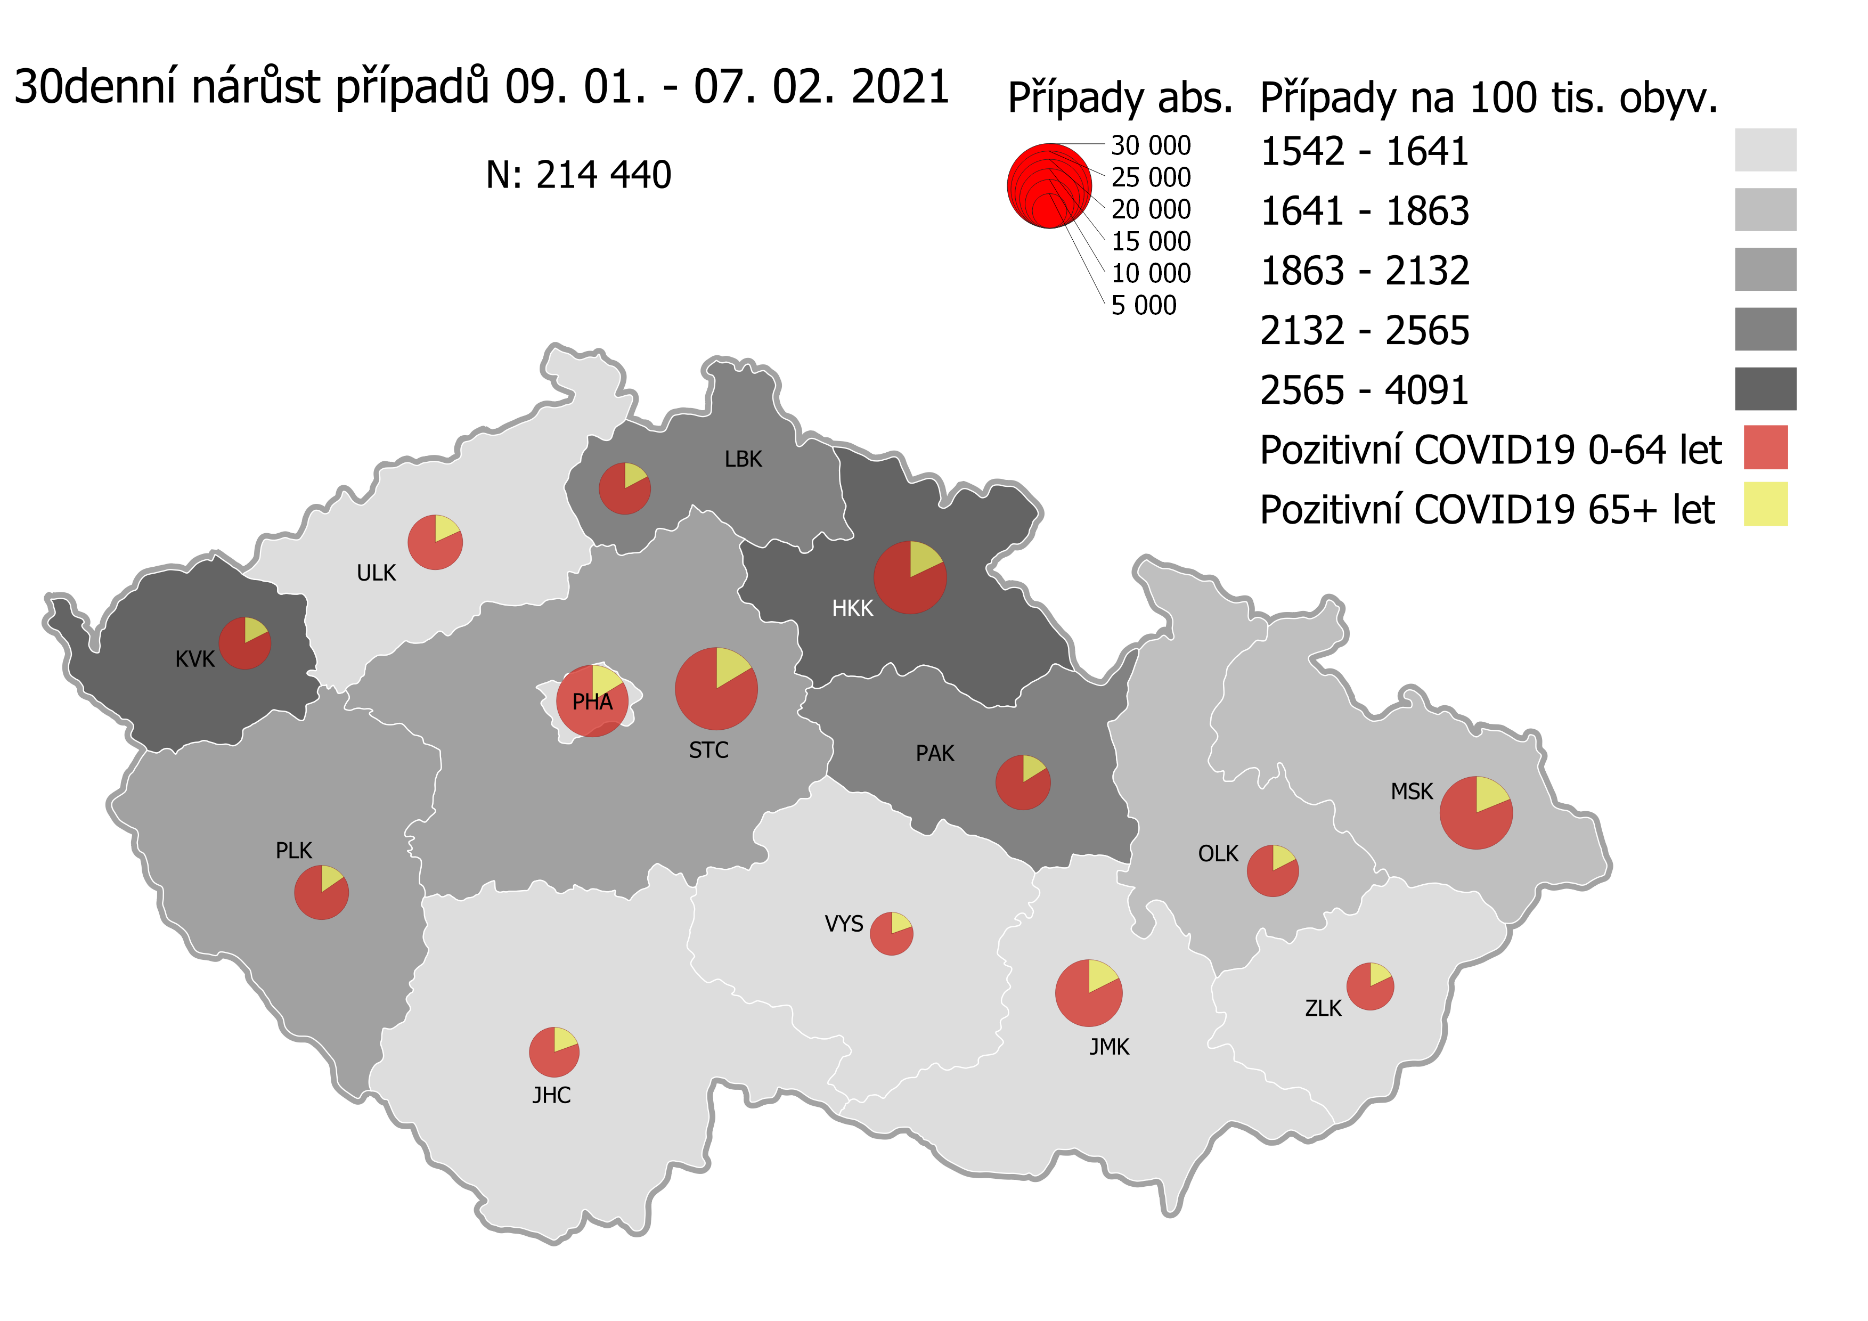 30denní nárůst případů 09. 01. - 07. 02. 2021
N: 214 440
Případy abs.
30 000
25 000
20 000
15 000
10 000
5 000
Případy na 100 tis. obyv.
1542 - 1641
1641 - 1863
1863 - 2132
2132 - 2565
2565 - 4091
Pozitivní COVID19 0-64 let
Pozitivní COVID19 65+ let
LBK
ULK
HKK
KVK
PHA
STC
PAK
MSK
PLK
OLK
VYS
ZLK
JMK
JHC